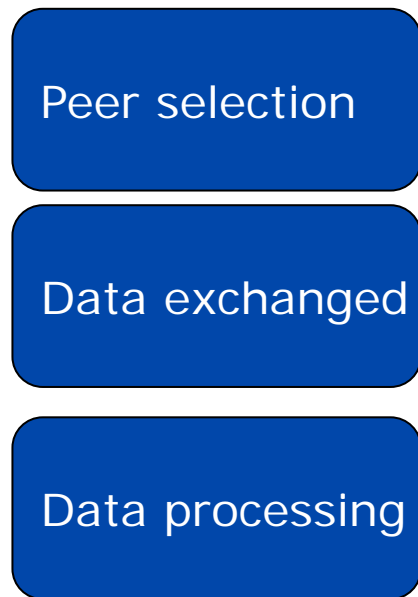 Peer selection
Data exchanged
Data processing